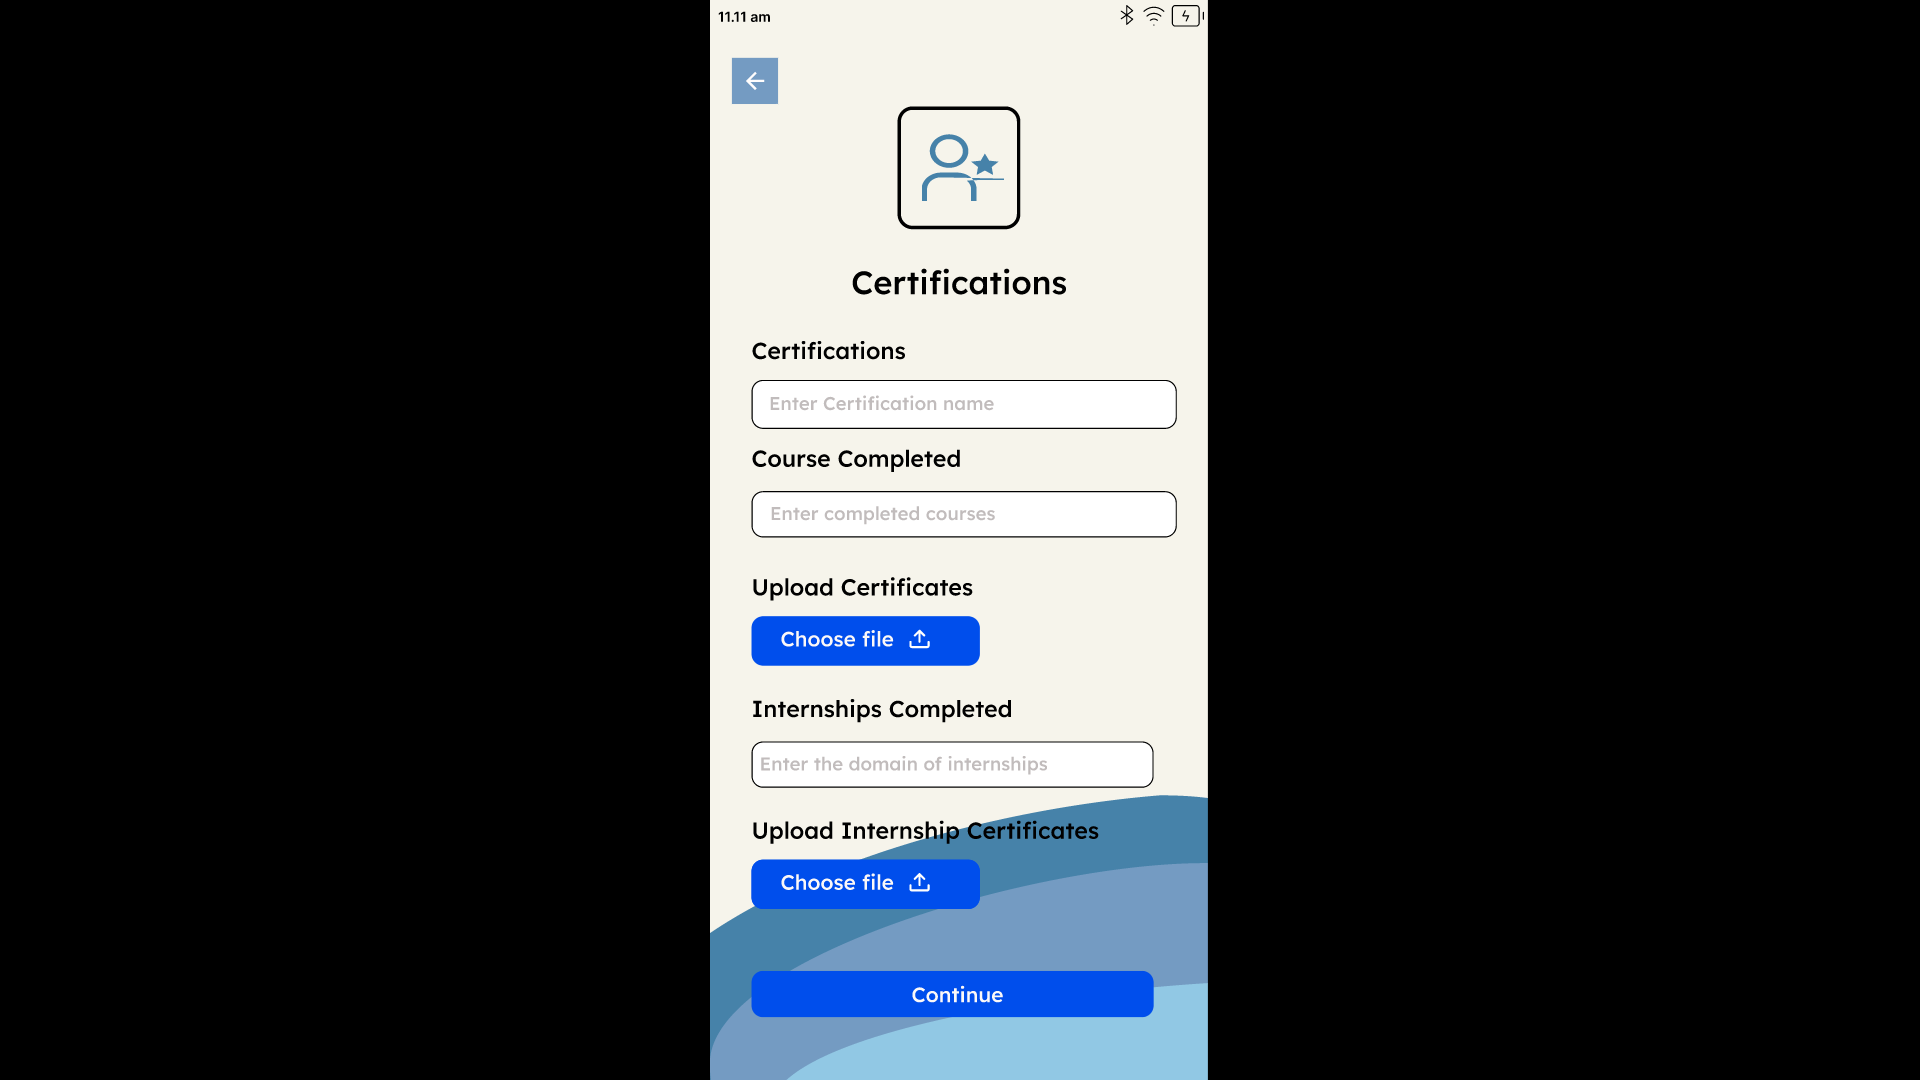 11.11 am
Certifications
Certifications
Enter Certification name
Course Completed
Enter completed courses
Upload Certificates
Choose file
Internships Completed
Enter the domain of internships
Upload Internship Certificates
Choose file
Continue